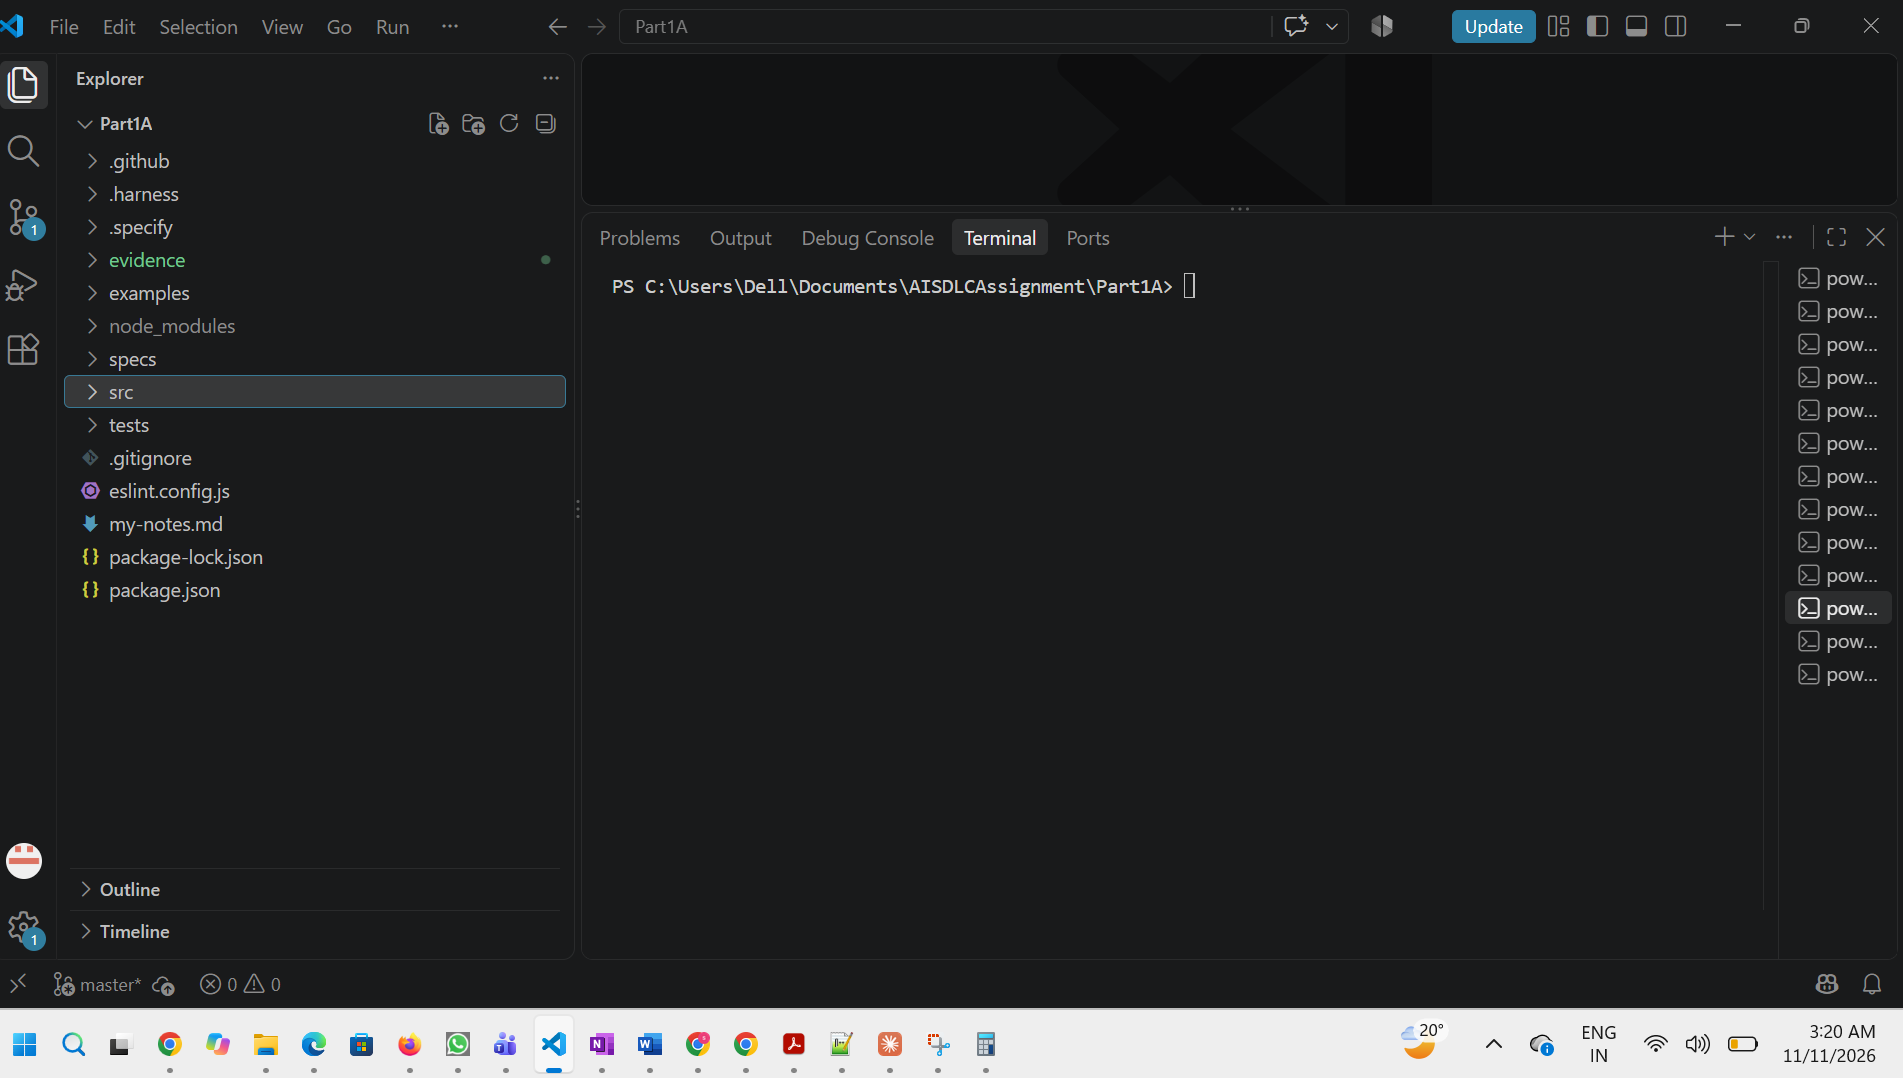 File Edit Selection View Go Run ···
Part1A
Update
Explorer
Part1A
.github
.harness
.specify
evidence
examples
node_modules
specs
src
tests
.gitignore
eslint.config.js
my-notes.md
package-lock.json
package.json
Outline
Timeline
1
1
Problems Output Debug Console Terminal Ports
PS C:\Users\Dell\Documents\AISDLCAssignment\Part1A>
pow...
pow...
pow...
pow...
pow...
pow...
pow...
pow...
pow...
pow...
pow...
pow...
pow...
master* 0 0
20°
ENG
IN
3:20 AM
11/11/2026